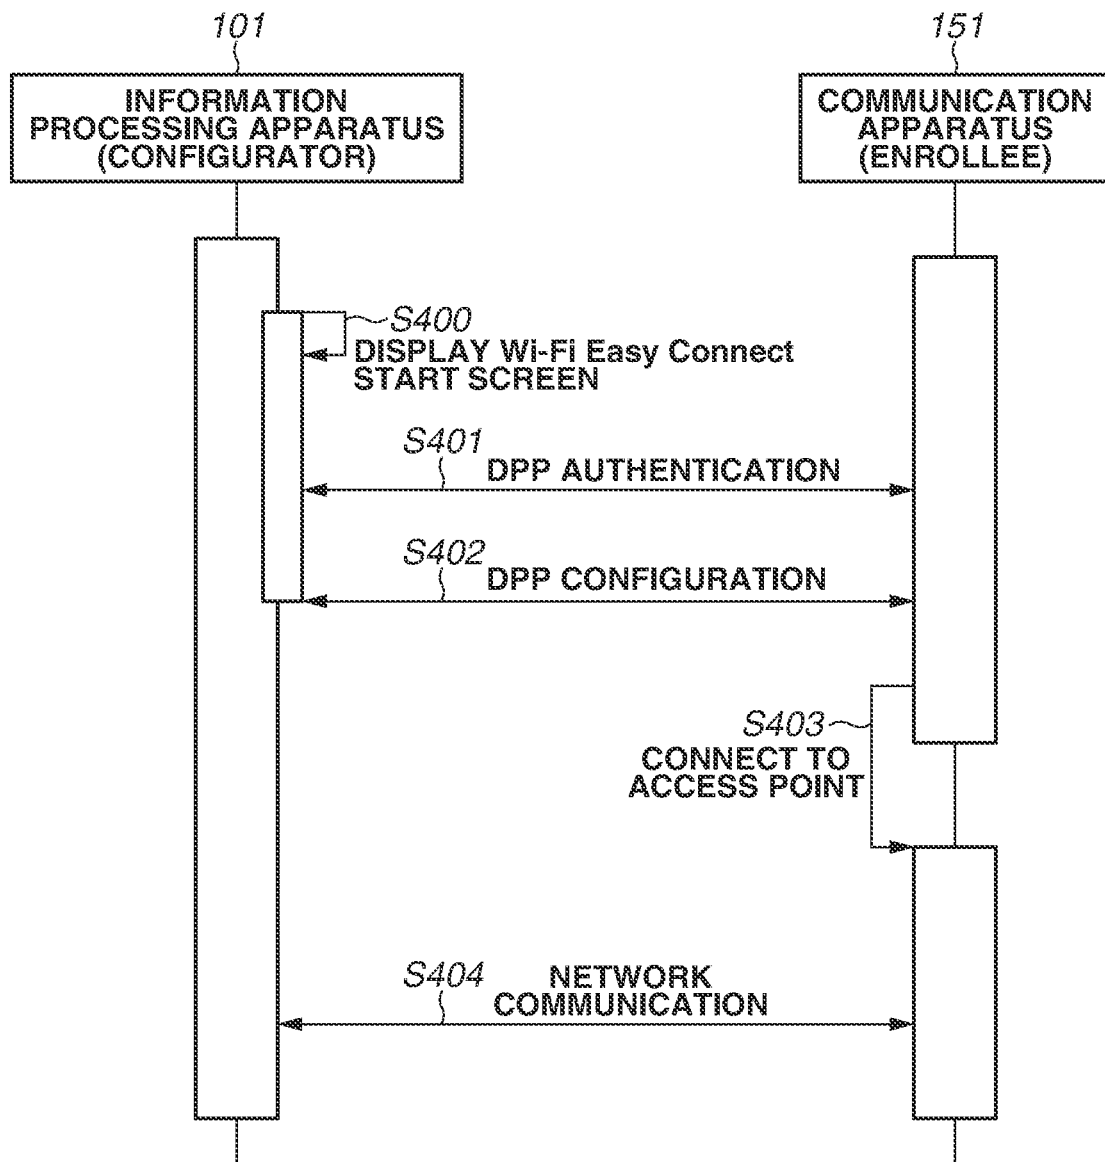 101
151
INFORMATION
PROCESSING APPARATUS
(CONFIGURATOR)
COMMUNICATION
APPARATUS
(ENROLLEE)
S400
DISPLAY Wi-Fi Easy Connect
START SCREEN
S401
DPP AUTHENTICATION
S402
DPP CONFIGURATION
S403
CONNECT TO
ACCESS POINT
S404
NETWORK
COMMUNICATION